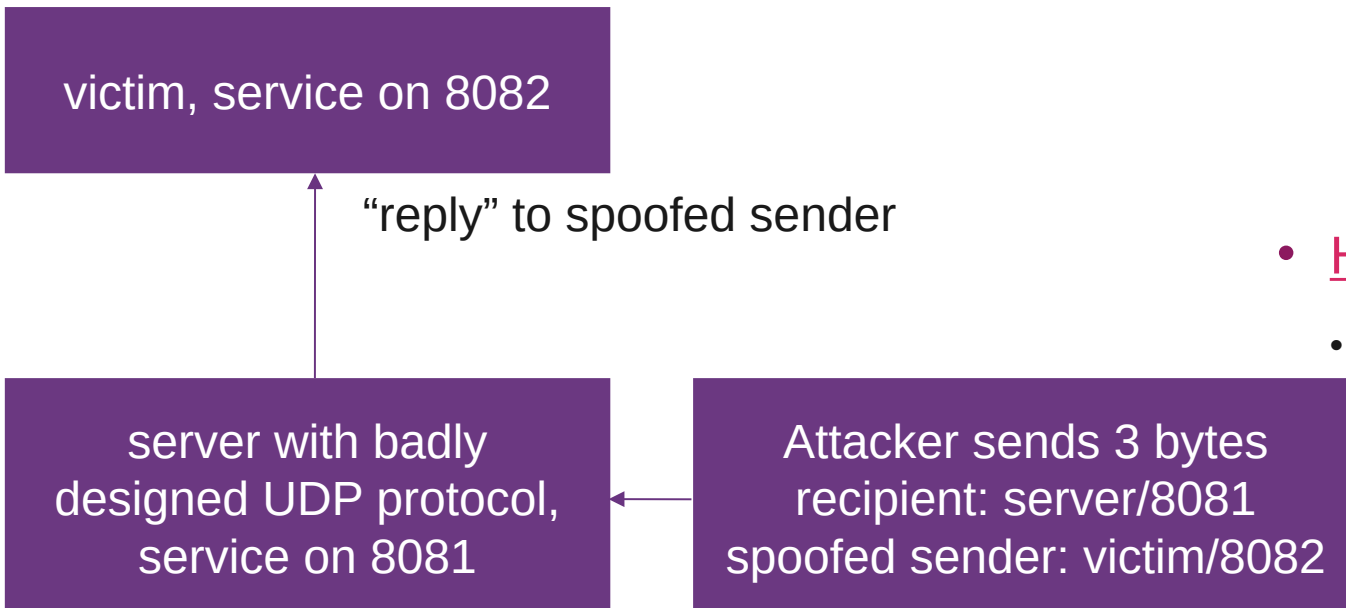 victim, service on 8082
“reply” to spoofed sender
server with badly
designed UDP protocol,
service on 8081
Attacker sends 3 bytes
recipient: server/8081
spoofed sender: victim/8082